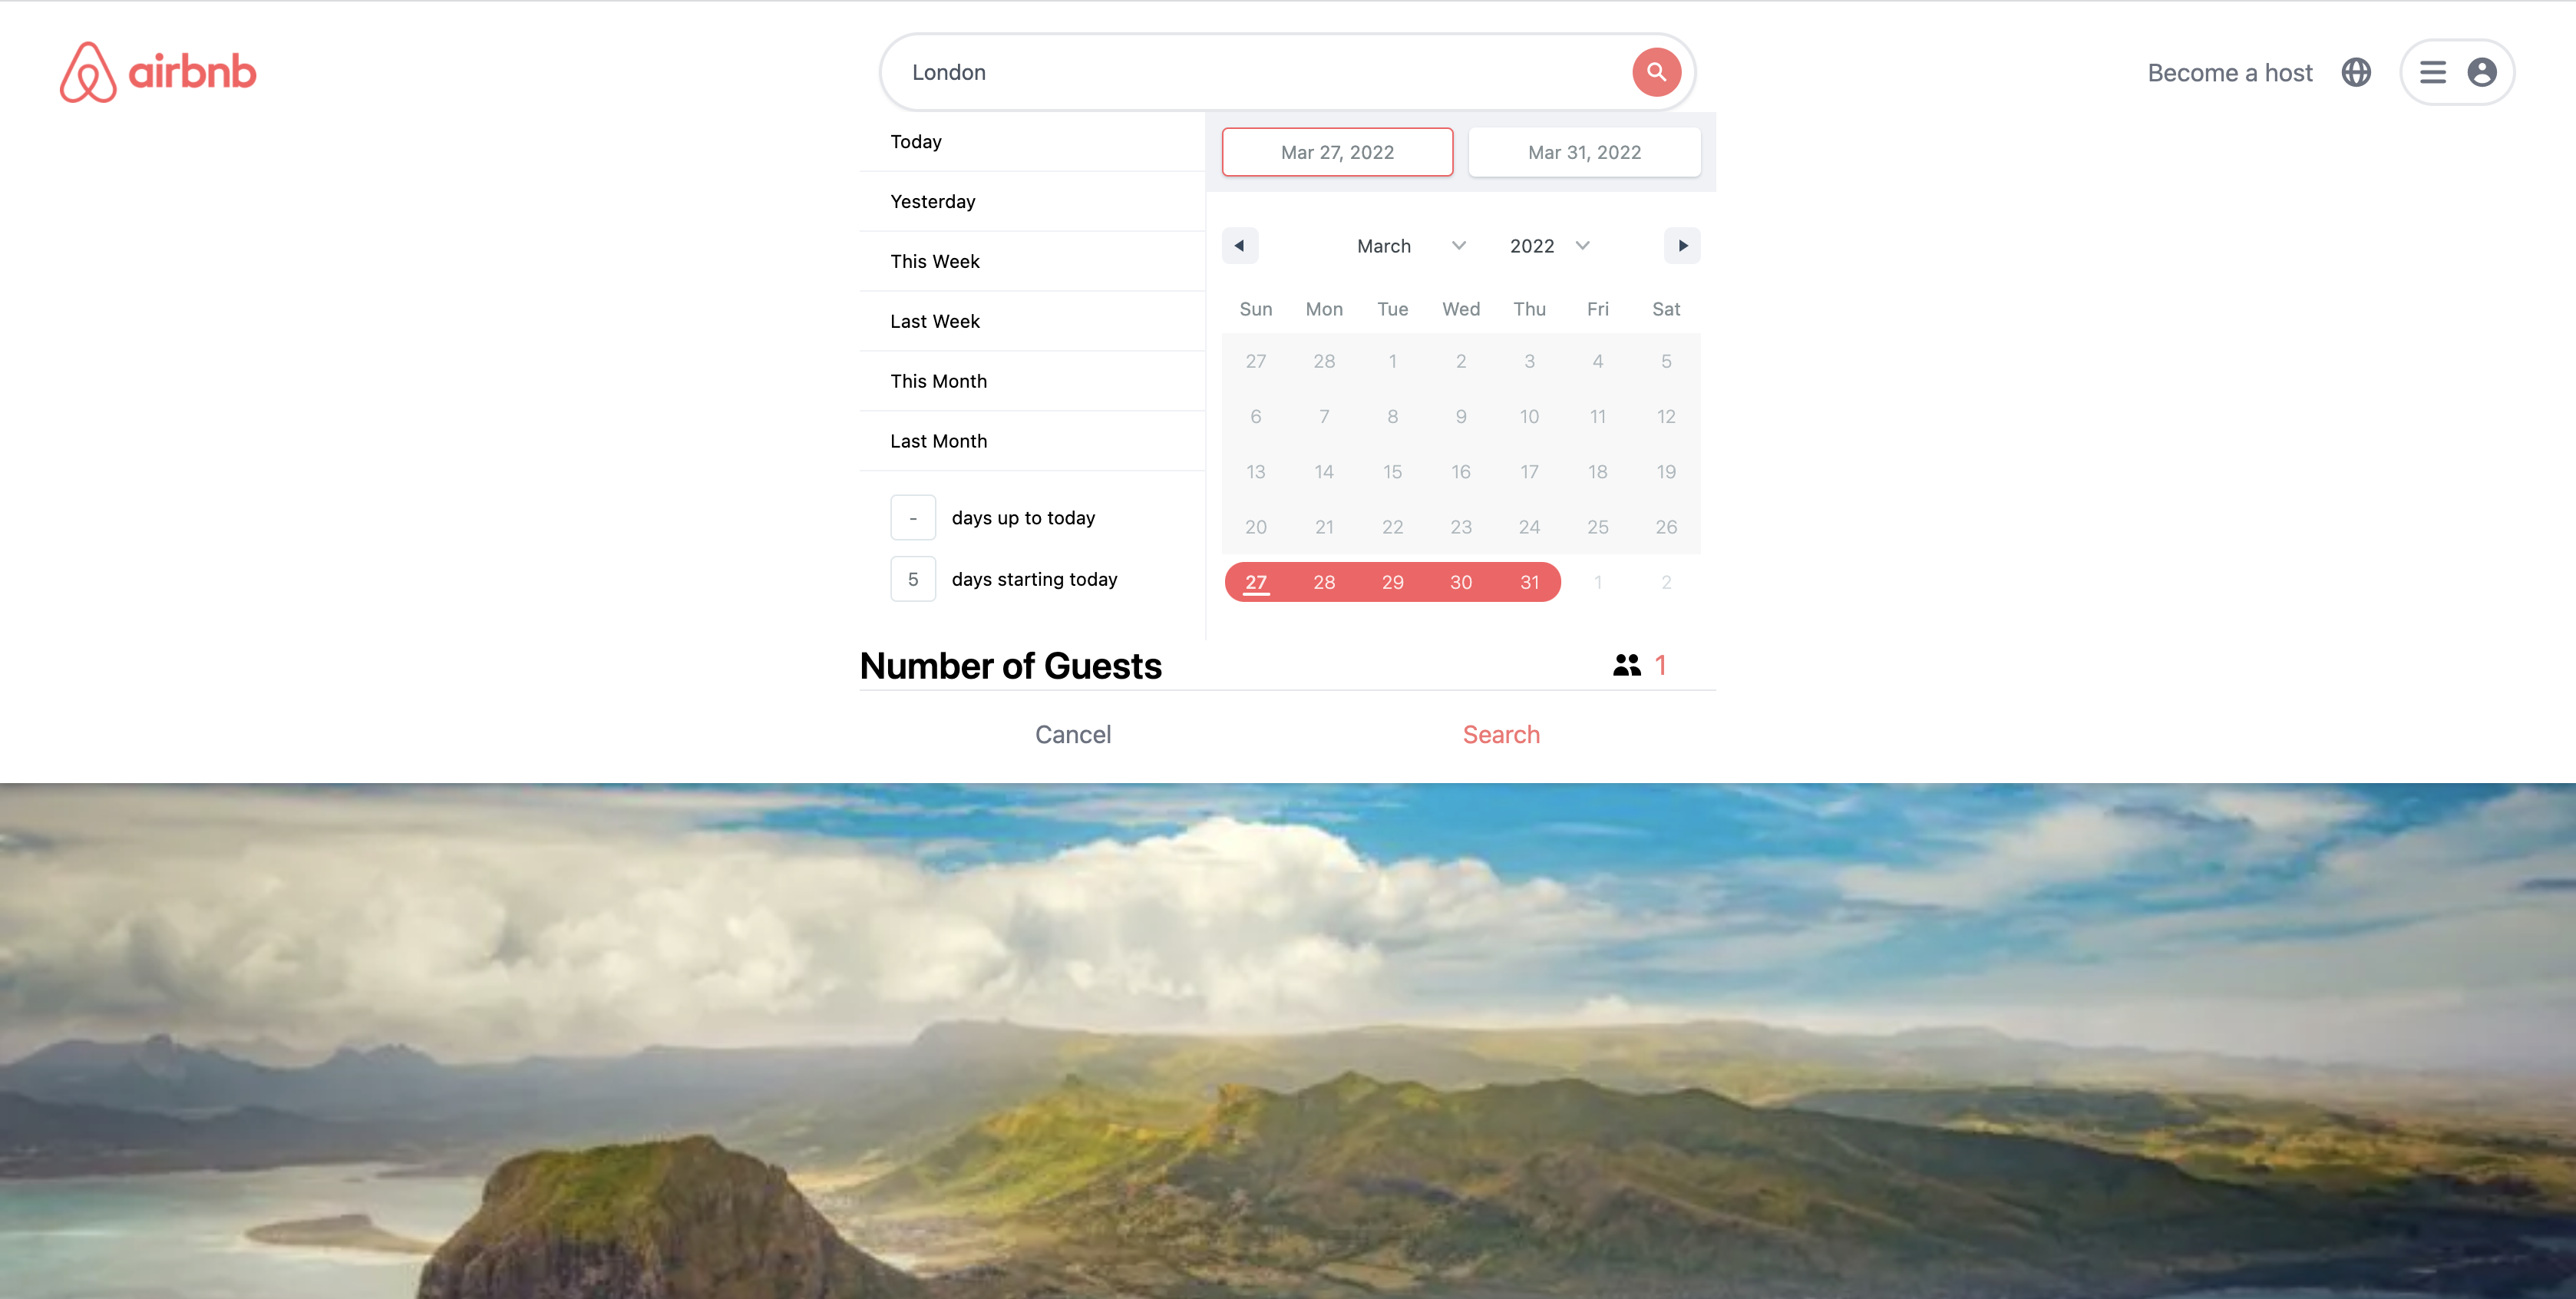 airbnb
London
Become a host
Today
Yesterday
This Week
Last Week
This Month
Last Month
- days up to today
5 days starting today
Mar 27, 2022 Mar 31, 2022
March 2022
Sun Mon Tue Wed Thu Fri Sat
27 28 1 2 3 4 5
6 7 8 9 10 11 12
13 14 15 16 17 18 19
20 21 22 23 24 25 26
27 28 29 30 31 1 2
Number of Guests 1
Cancel Search